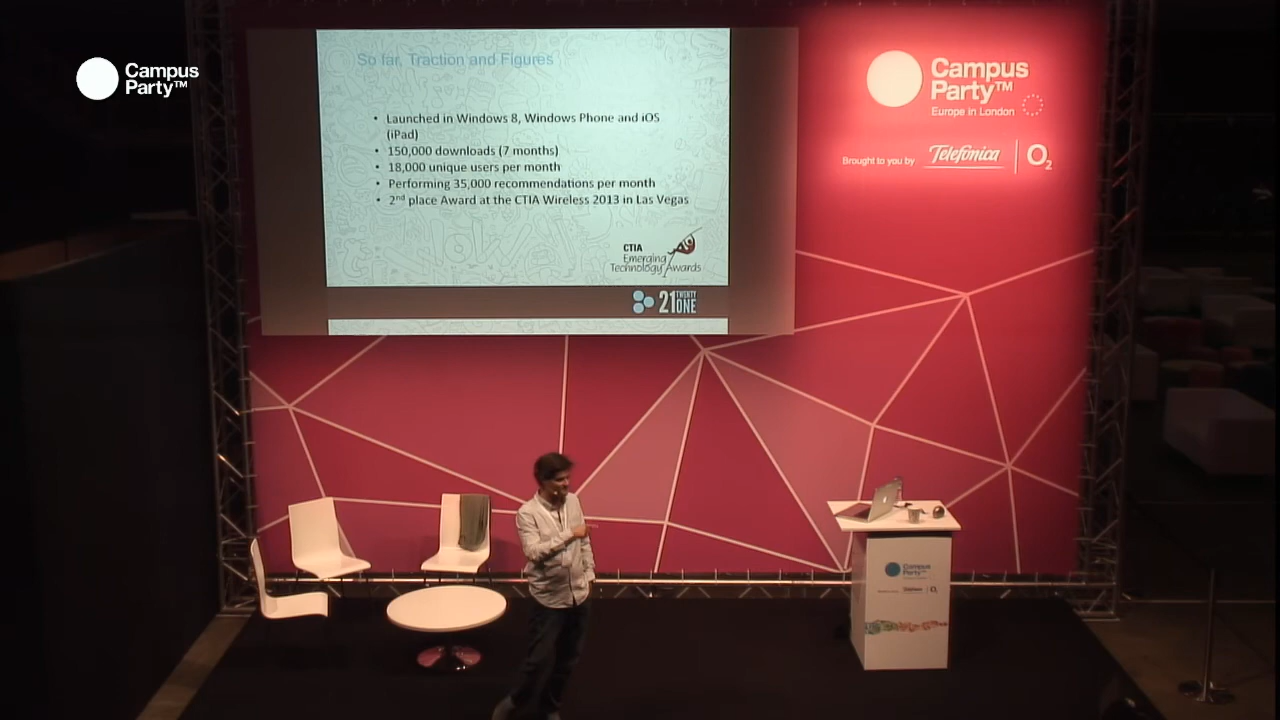 Campus
Party™
So far, Traction and Figures
• Launched in Windows 8, Windows Phone and iOS
(iPad)
• 150,000 downloads (7 months)
• 18,000 unique users per month
• Performing 35,000 recommendations per month
• 2nd place Award at the CTIA Wireless 2013 in Las Vegas
CTIA
Emerging
Technology Awards
21 TWENTY
ONE
Campus
Party™
Europe in London
Brought to you by Telefónica O2
Campus
Party™